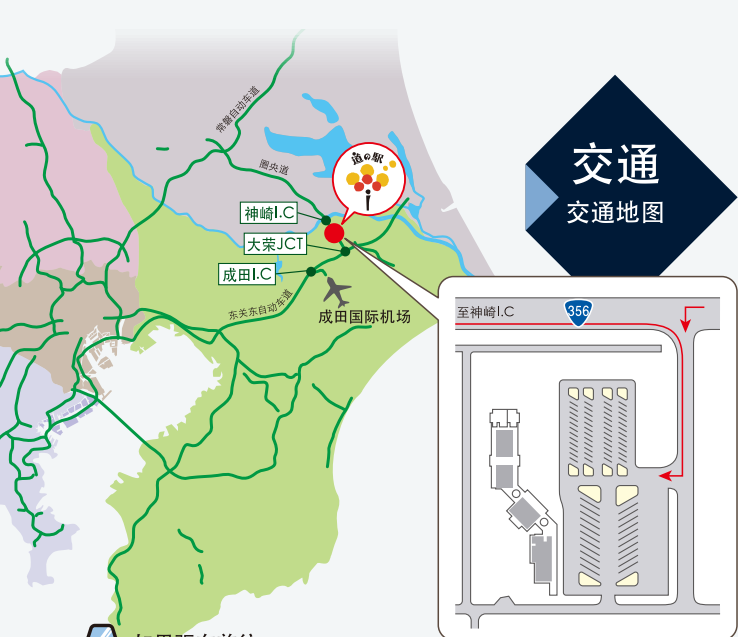 交通
交通地图
常磐自动车道
圈央道
道の駅
神崎I.C
大荣JCT
成田I.C
东关东自动车道
成田国际机场
至神崎I.C
356